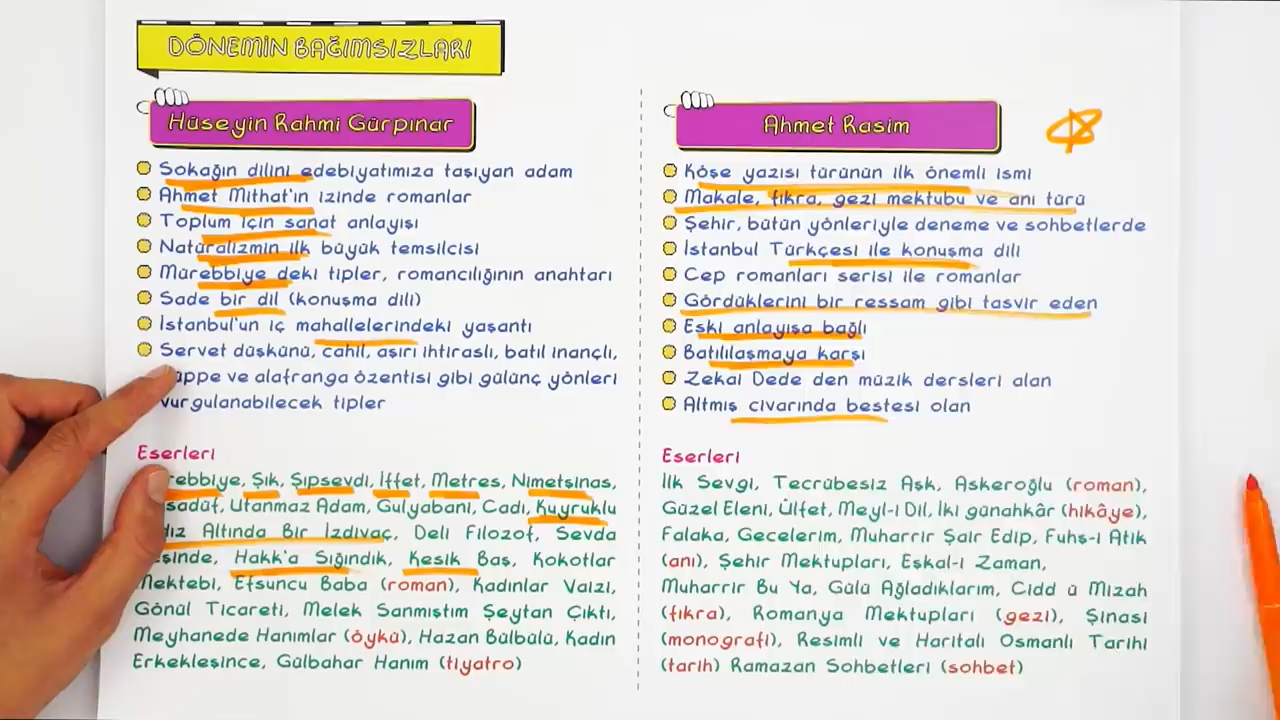 DÖNEMİN BAĞIMSIZLARI
Hüseyin Rahmi Gürpınar
Sokağın dilini edebiyatımıza taşıyan adam
Ahmet Mithat'ın izinde romanlar
Toplum için sanat anlayışı
Natüralizmin ilk büyük temsilcisi
Mürebbiye deki tipler, romancılığının anahtarı
Sade bir dil (konuşma dili)
İstanbul'un iç mahallelerindeki yaşantı
Servet düşkünü, cahil, aşırı ihtiraslı, batıl inançlı,
ve alafranga özentisi gibi gülünç yönleri
vurgulanabilecek tipler
Eserleri
Şık, Şıpsevdi, İffet, Metres, Nimetşinas,
Utanmaz Adam, Gulyabani, Cadı, Kuyruklu
Altında Bir İzdivaç, Deli Filozof, Sevda
Hakk'a Sığındık, Kesik Baş, Kokotlar
Mektebi, Efsuncu Baba (roman), Kadınlar Vaizi,
Gönül Ticareti, Melek Sanmıştım Şeytan Çıktı,
Meyhanede Hanımlar (öykü), Hazan Bülbülü, Kadın
Erkekleşince, Gülbahar Hanım (tiyatro)
Ahmet Rasim
Köşe yazısı türünün ilk önemli ismi
Makale, fıkra, gezi mektubu ve anı türü
Şehir, bütün yönleriyle deneme ve sohbetlerde
İstanbul Türkçesi ile konuşma dili
Cep romanları serisi ile romanlar
Gördüklerini bir ressam gibi tasvir eden
Eski anlayışa bağlı
Batılılaşmaya karşı
Zekai Dede den müzik dersleri alan
Altmış civarında bestesi olan
Eserleri
İlk Sevgi, Tecrübesiz Aşk, Askeroğlu (roman),
Güzel Eleni, Ülfet, Meyl-i Dil, İki günahkâr (hikâye),
Falaka, Gecelerim, Muharrir Şair Edip, Fuhş-i Atik
(anı), Şehir Mektupları, Eşkal-i Zaman,
Muharrir Bu Ya, Gülü Ağladıklarım, Cidd ü Mizah
(fıkra), Romanya Mektupları (gezi), Şinasi
(monografi), Resimli ve Haritalı Osmanlı Tarihi
(tarih) Ramazan Sohbetleri (sohbet)